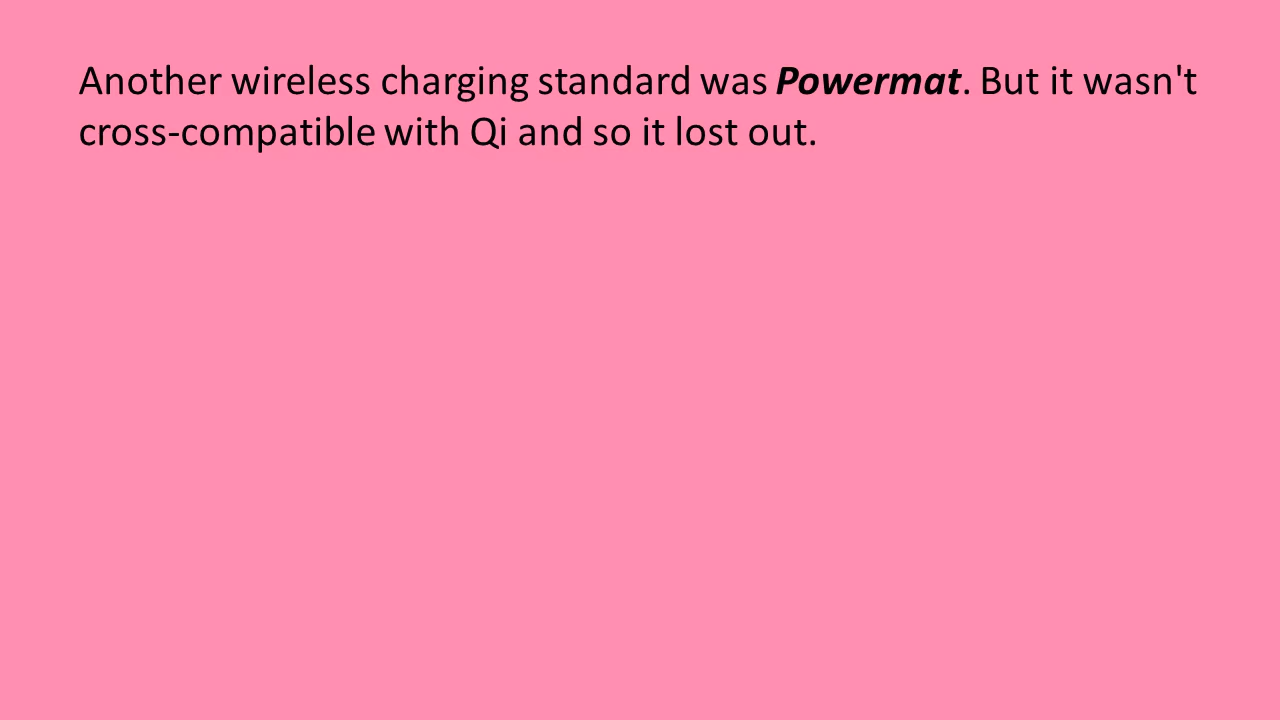 Another wireless charging standard was Powermat. But it wasn't
cross-compatible with Qi and so it lost out.